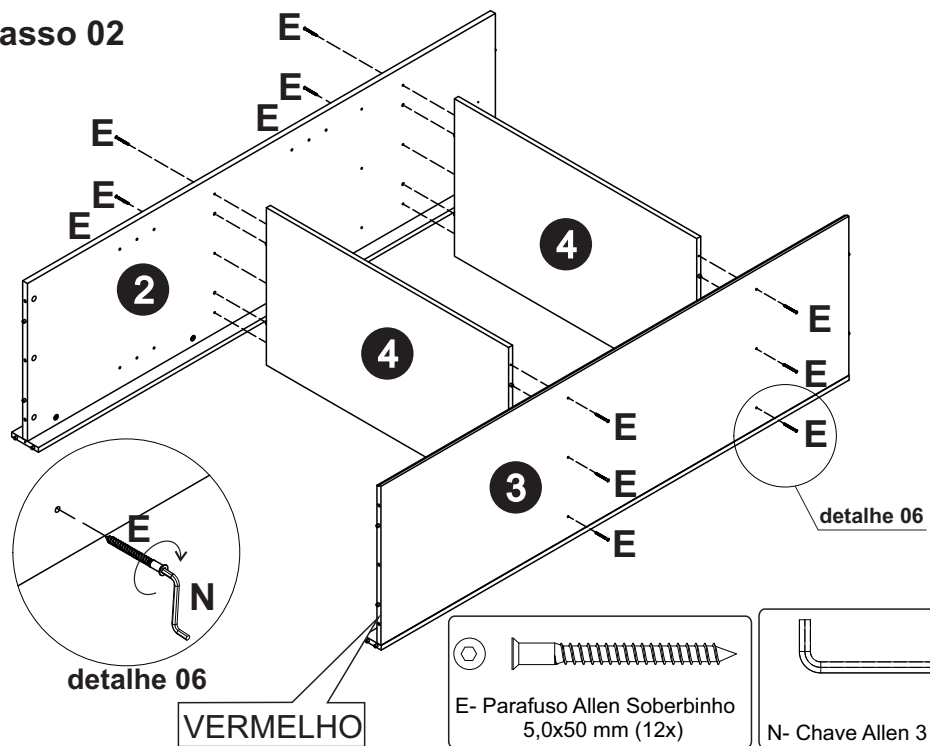 asso 02
E
E
E
E
E
E
2
4
4
3
E
E
E
E
E
E
detalhe 06
E
N
detalhe 06
VERMELHO
E- Parafuso Allen Soberbinho
5,0x50 mm (12x)
N- Chave Allen 3